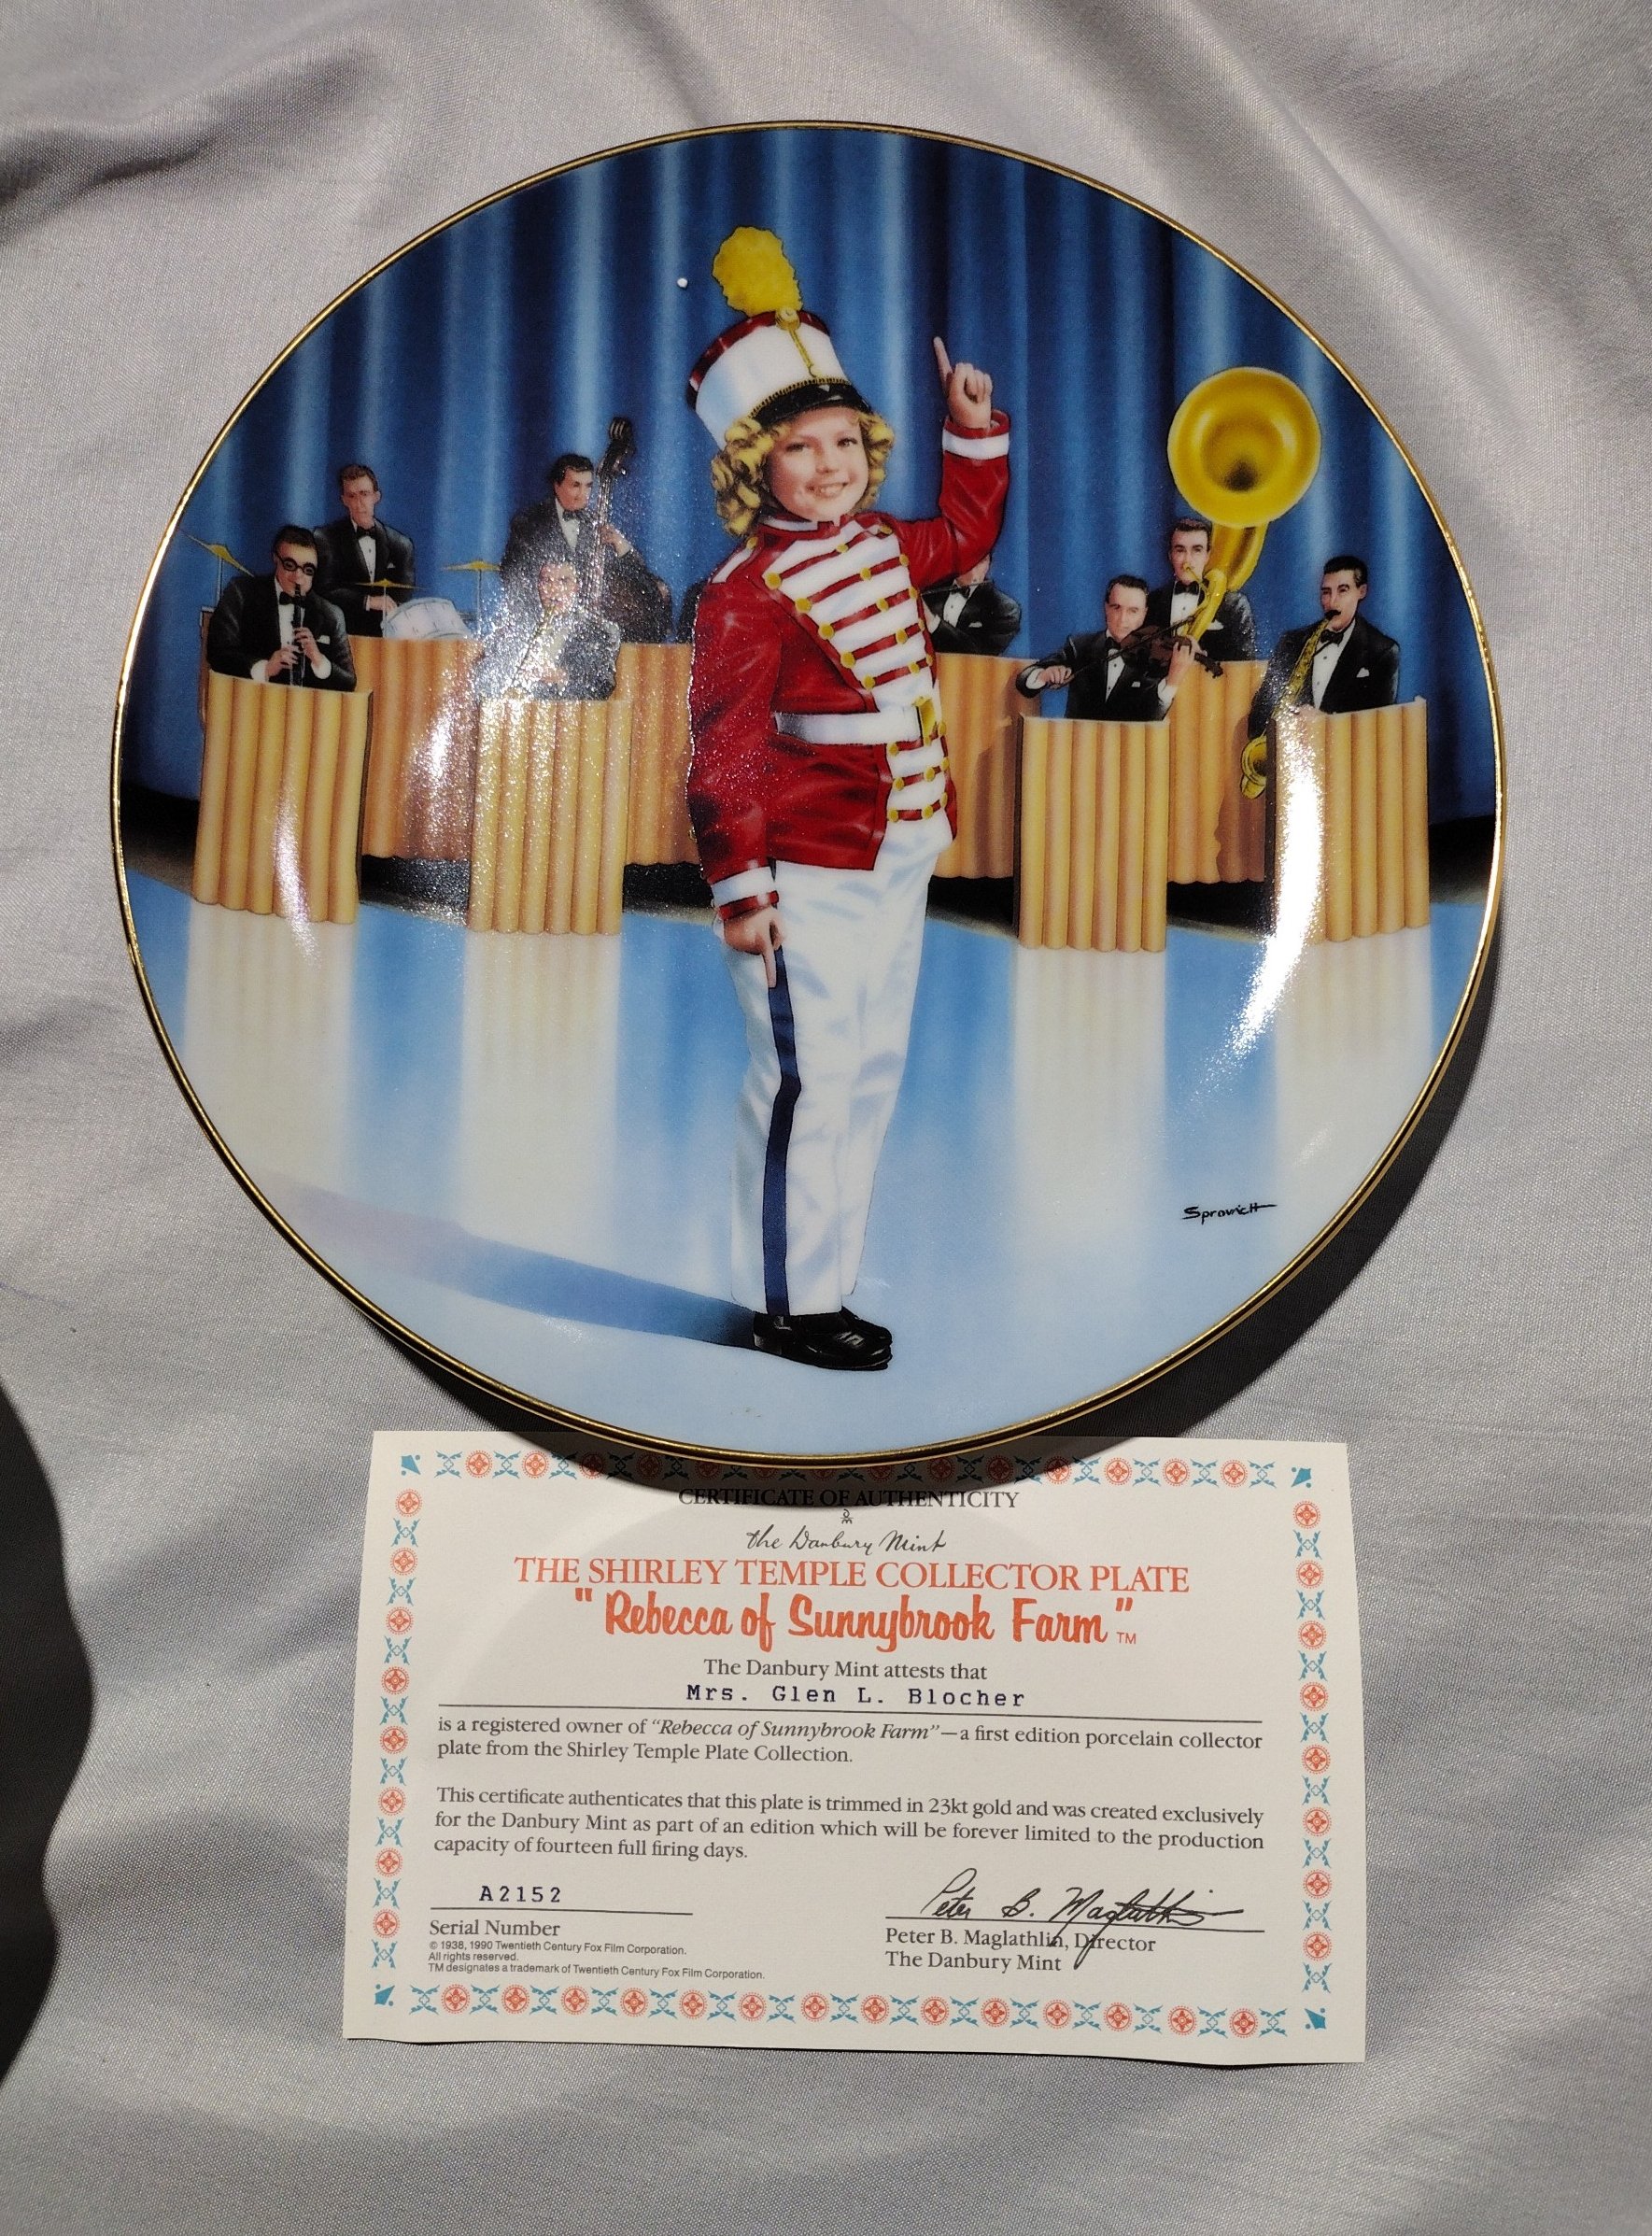 Sprovach
CERTIFICATE OF AUTHENTICITY
the Danbury Mint
THE SHIRLEY TEMPLE COLLECTOR PLATE
"Rebecca of Sunnybrook Farm"™
The Danbury Mint attests that
Mrs. Glen L. Blocher
is a registered owner of "Rebecca of Sunnybrook Farm"—a first edition porcelain collector
plate from the Shirley Temple Plate Collection.
This certificate authenticates that this plate is trimmed in 23kt gold and was created exclusively
for the Danbury Mint as part of an edition which will be forever limited to the production
capacity of fourteen full firing days.
A2152
Serial Number
© 1938, 1990 Twentieth Century Fox Film Corporation.
All rights reserved.
TM designates a trademark of Twentieth Century Fox Film Corporation.
Peter B. Maglathlin
Peter B. Maglathlin, Director
The Danbury Mint